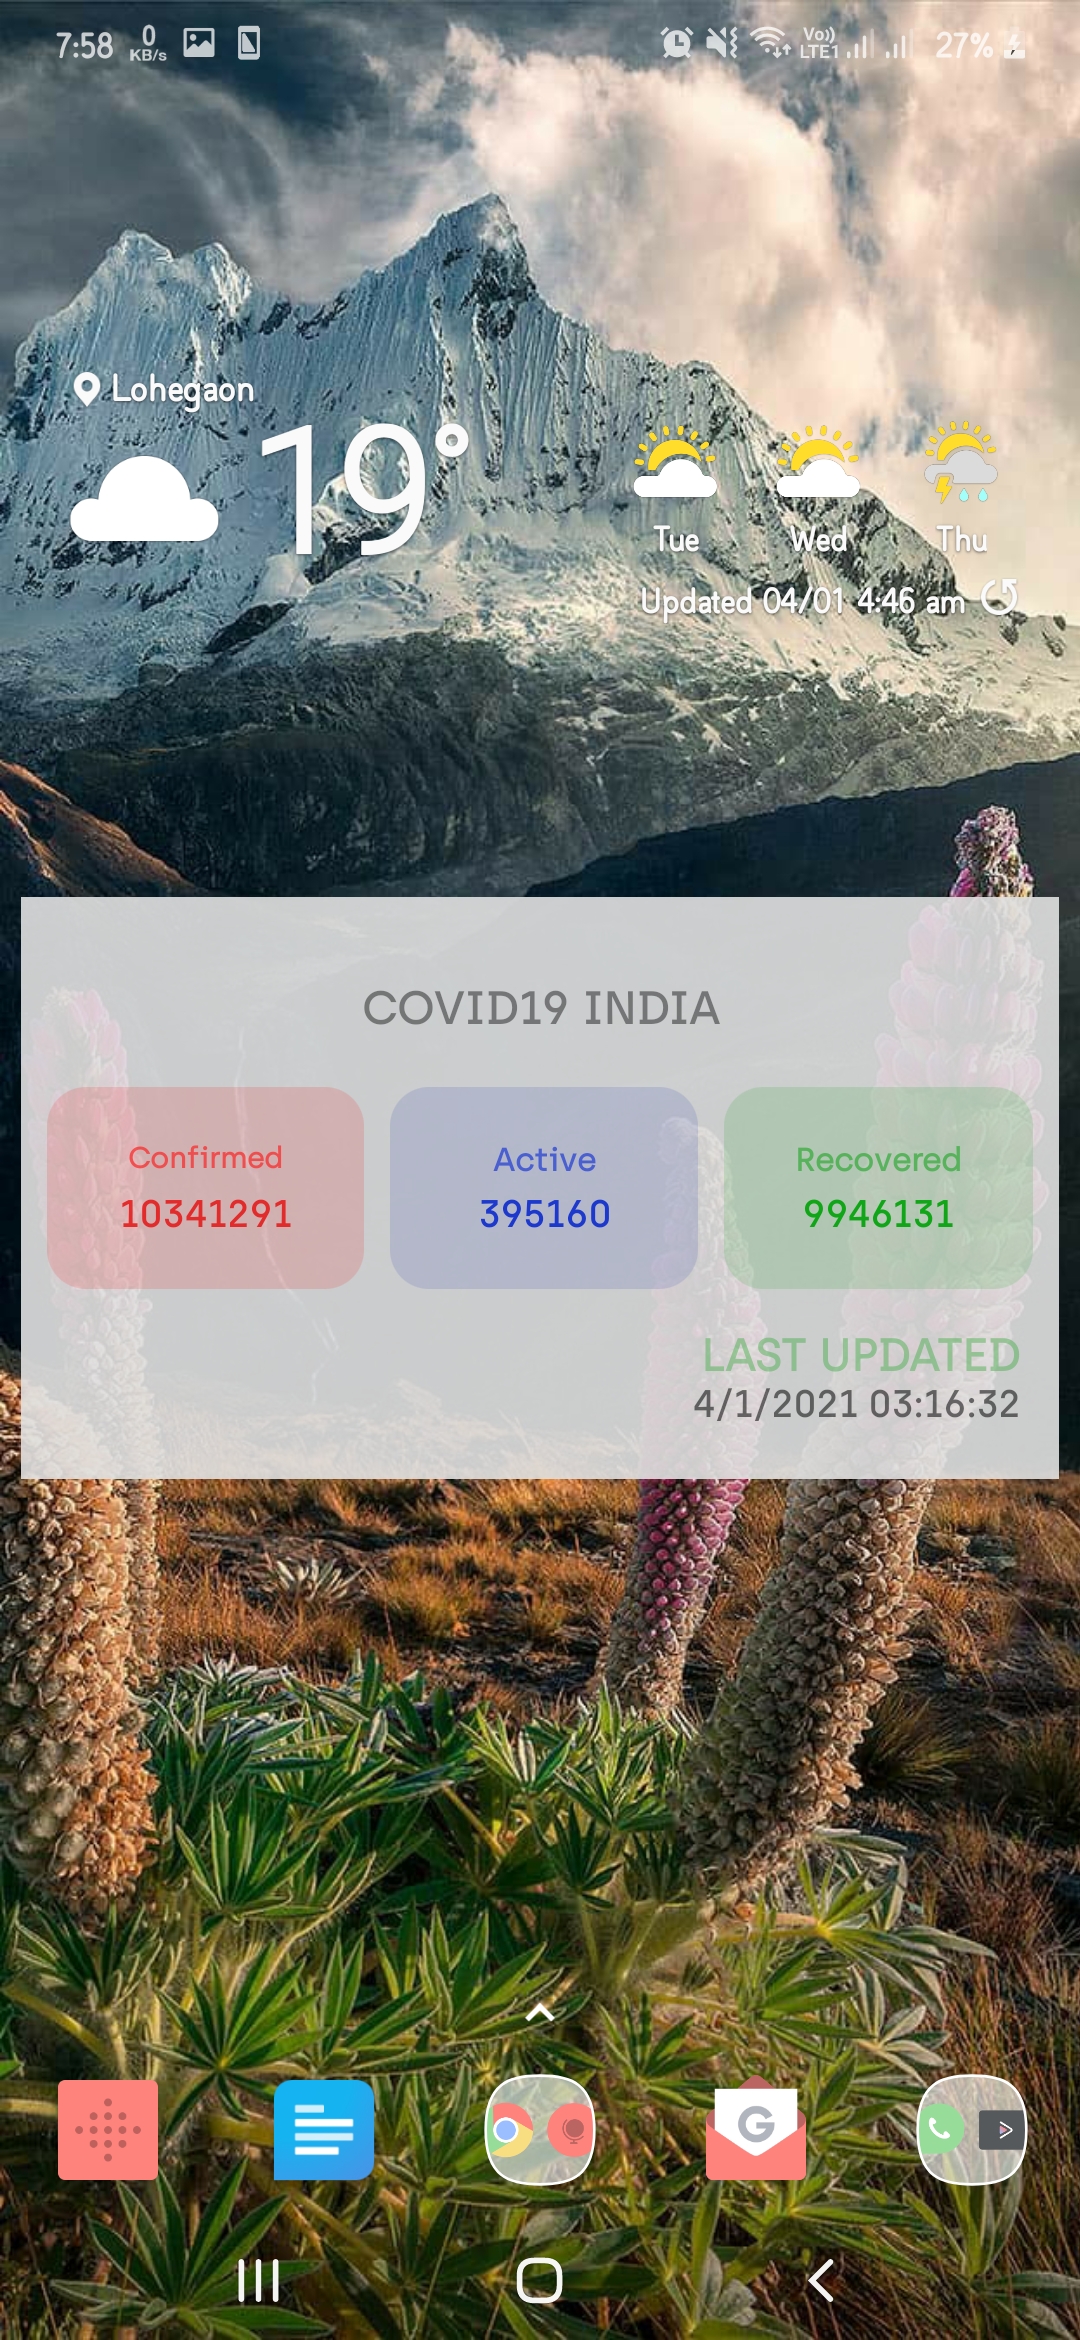 7:58 0 KB/s Vo)) LTE1 27%
Lohegaon
19°
Tue Wed Thu
Updated 04/01 4:46 am
COVID19 INDIA
Confirmed Active Recovered
10341291 395160 9946131
LAST UPDATED
4/1/2021 03:16:32
G